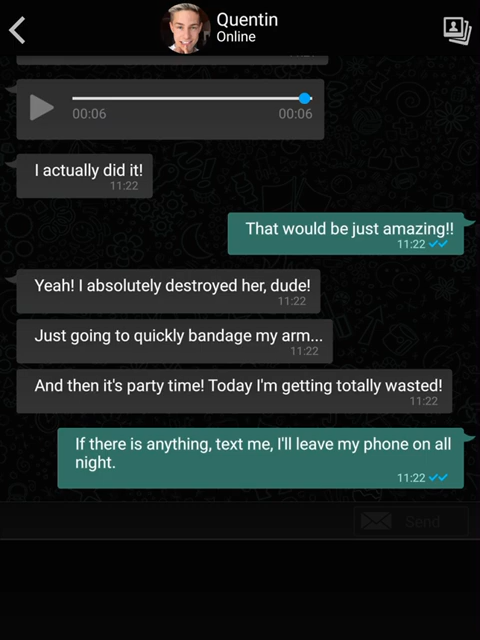 Quentin
Online
00:06
00:06
I actually did it!
11:22
That would be just amazing!!
11:22
Yeah! I absolutely destroyed her, dude!
11:22
Just going to quickly bandage my arm...
11:22
And then it's party time! Today I'm getting totally wasted!
11:22
If there is anything, text me, I'll leave my phone on all
night.
11:22
Send